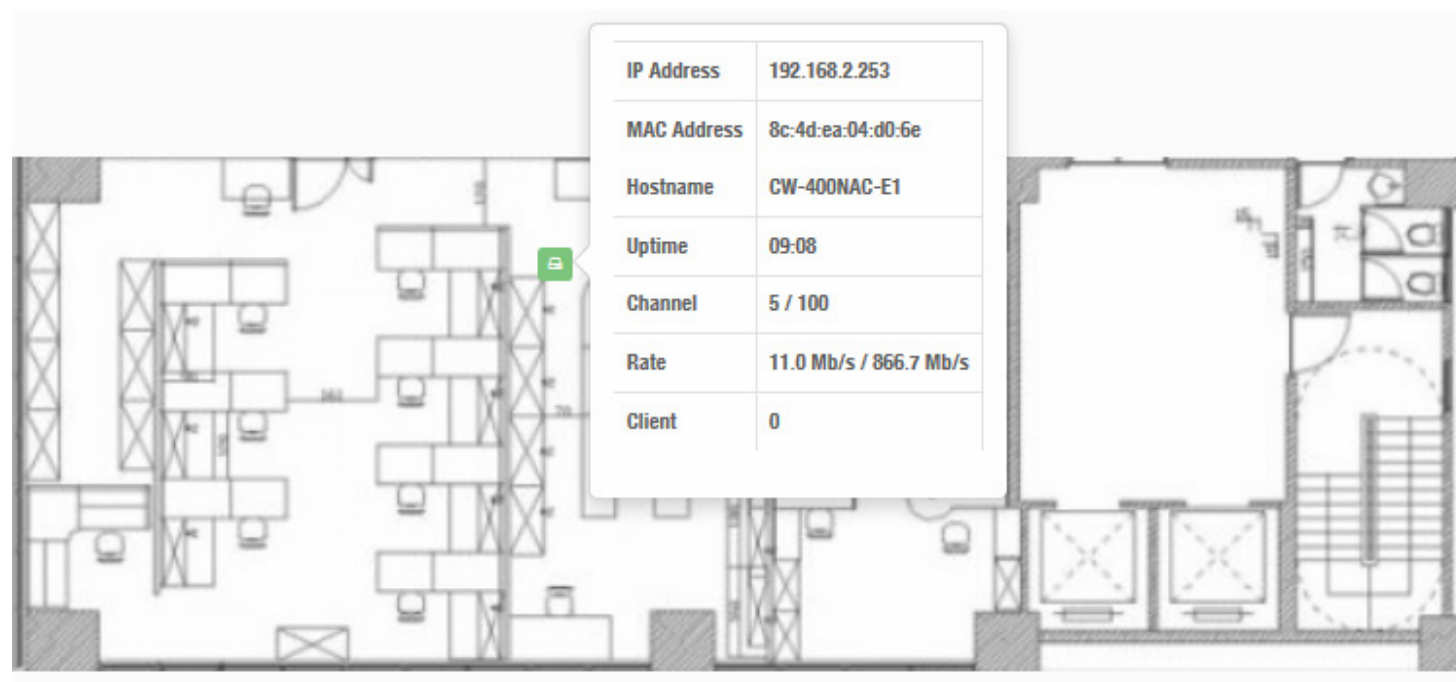 IP Address 192.168.2.253
MAC Address 8c:4d:ea:04:d0:6e
Hostname CW-400NAC-E1
Uptime 09:08
Channel 5 / 100
Rate 11.0 Mb/s / 866.7 Mb/s
Client 0